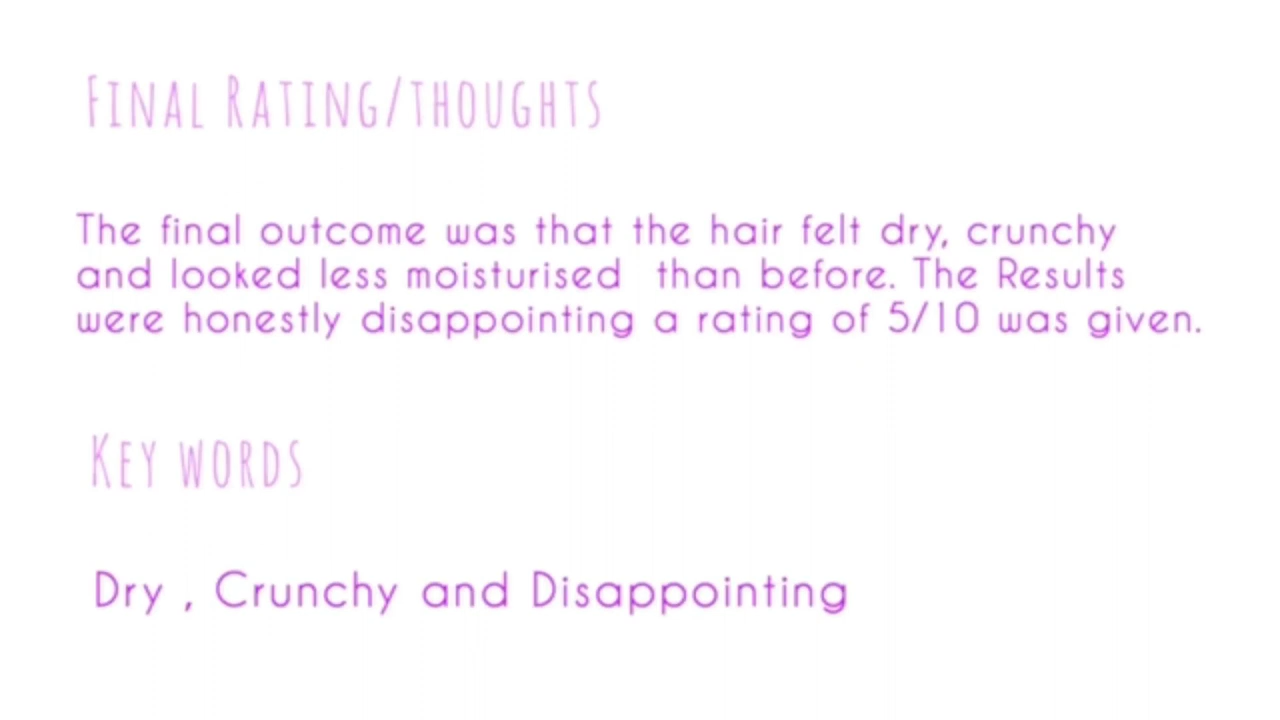 Final Rating/thoughts
The final outcome was that the hair felt dry, crunchy
and looked less moisturised than before. The Results
were honestly disappointing a rating of 5/10 was given.
Key words
Dry , Crunchy and Disappointing